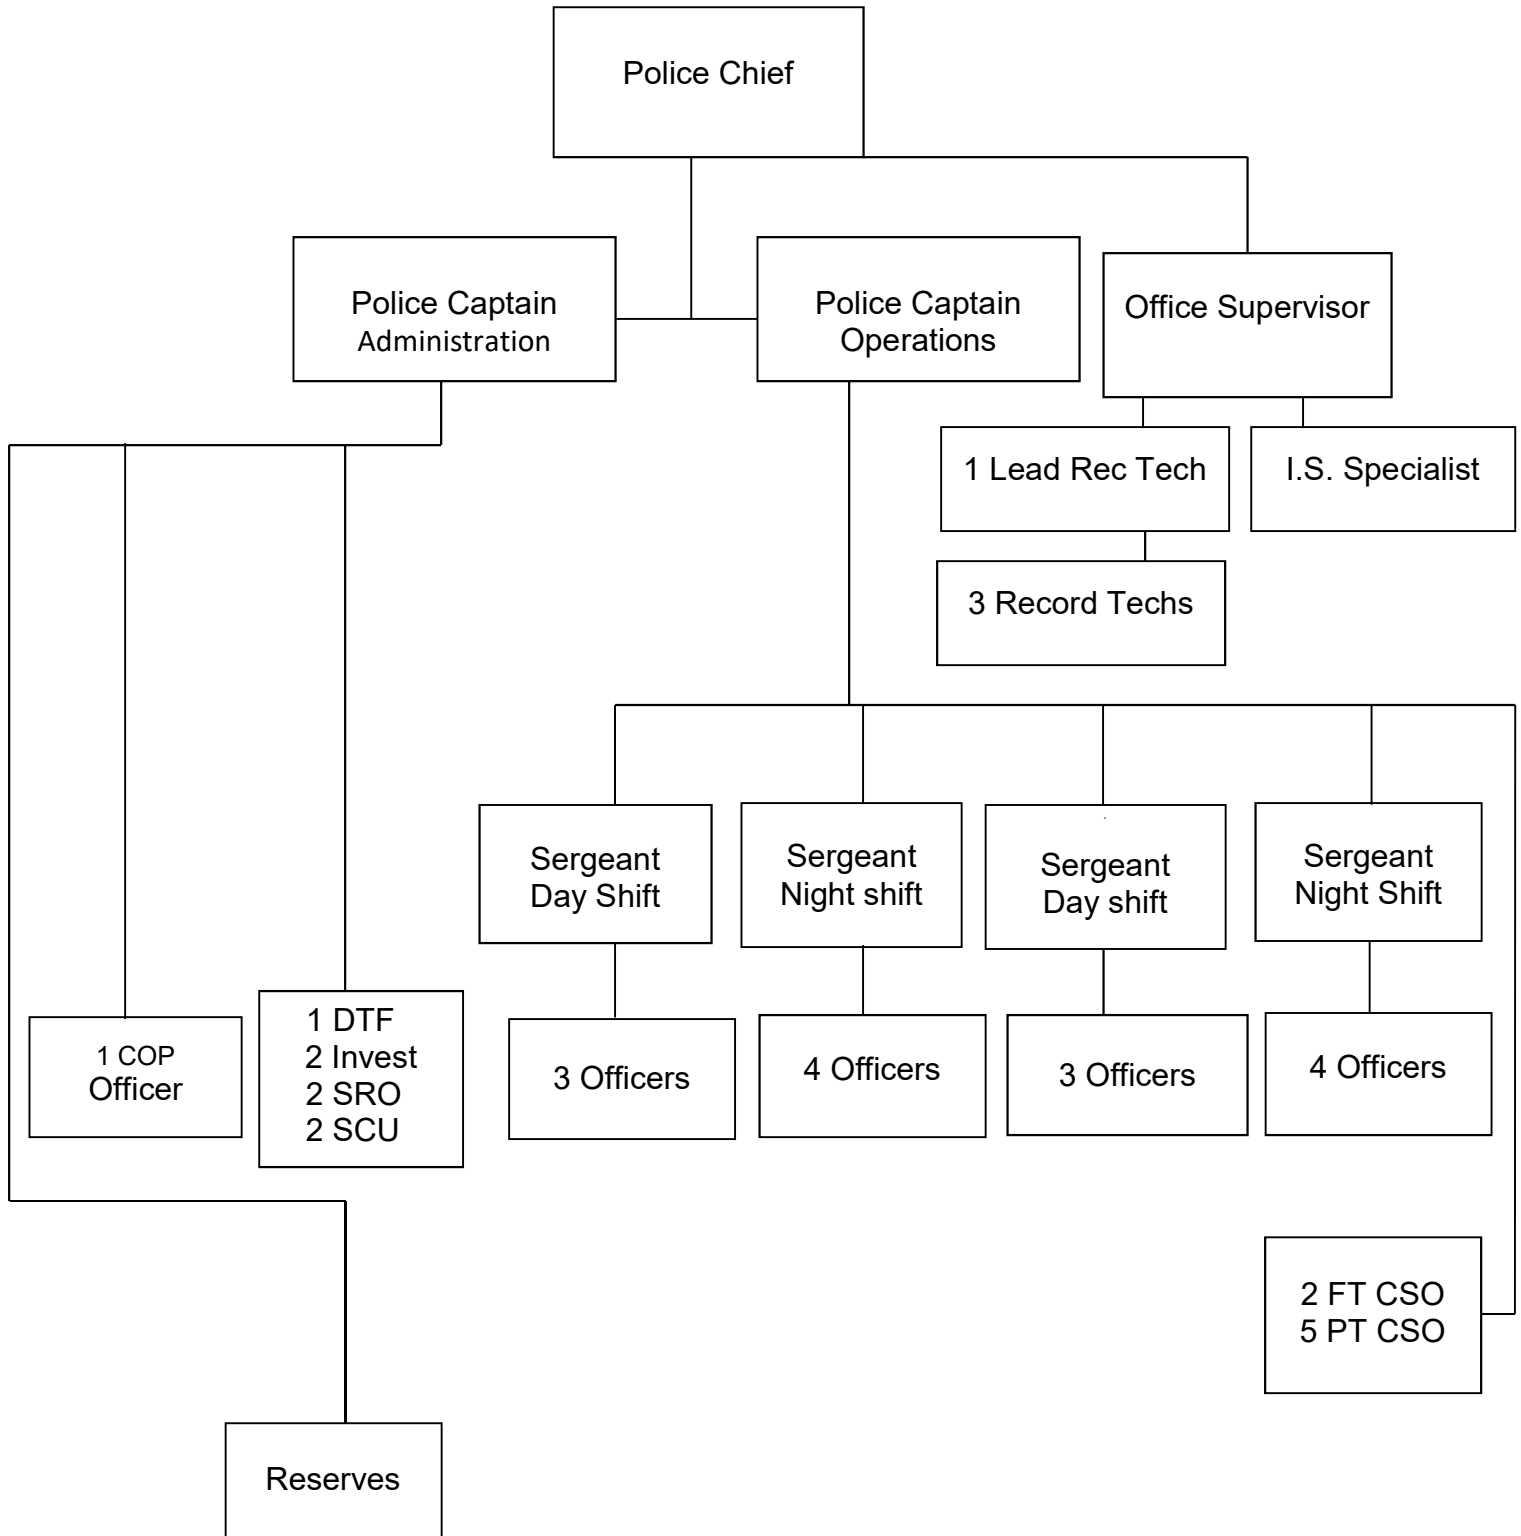 Police Chief
Police Captain
Administration
Police Captain
Operations
Office Supervisor
1 Lead Rec Tech
I.S. Specialist
3 Record Techs
Sergeant
Day Shift
Sergeant
Night shift
Sergeant
Day shift
Sergeant
Night Shift
1 COP
Officer
1 DTF
2 Invest
2 SRO
2 SCU
3 Officers
4 Officers
3 Officers
4 Officers
2 FT CSO
5 PT CSO
Reserves